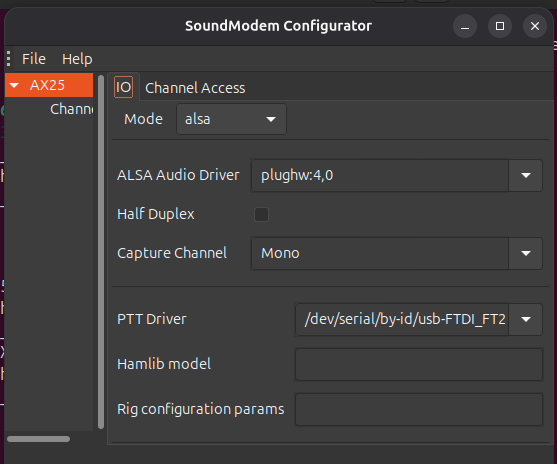 SoundModem Configurator
File Help
AX25
Channe
IO Channel Access
Mode alsa
ALSA Audio Driver plughw:4,0
Half Duplex
Capture Channel Mono
PTT Driver /dev/serial/by-id/usb-FTDI_FT2
Hamlib model
Rig configuration params